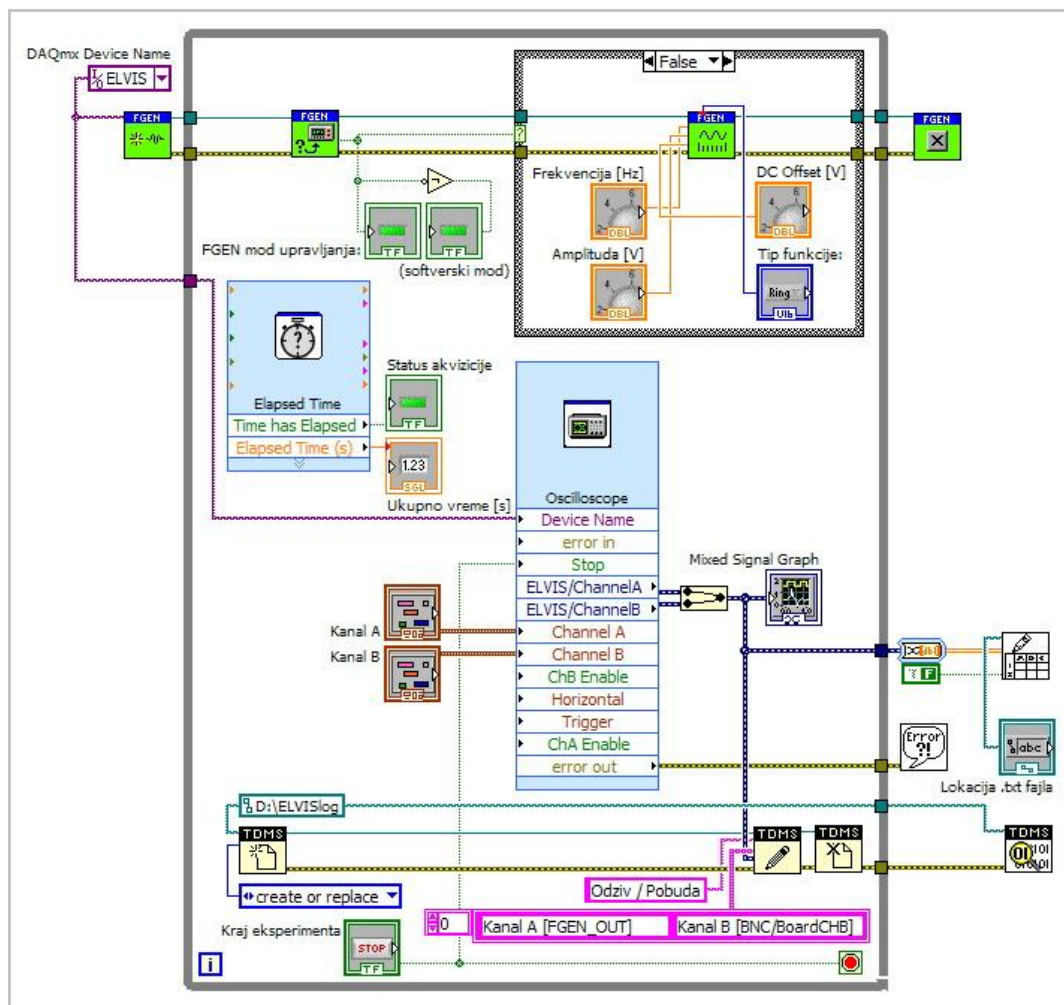 DAQmx Device Name
I/O ELVIS
False
FGEN
FGEN
FGEN
FGEN
?
Frekvencija [Hz]
DC Offset [V]
DBL
DBL
Amplituda [V]
Tip funkcije:
DBL
Ring
U16
FGEN mod upravljanja:
TF
TF
(softverski mod)
Elapsed Time
Time has Elapsed
Elapsed Time (s)
Status akvizicije
TF
1.23
SGL
Ukupno vreme [s]
Oscilloscope
Device Name
error in
Stop
ELVIS/ChannelA
ELVIS/ChannelB
Channel A
Channel B
ChB Enable
Horizontal
Trigger
ChA Enable
error out
Mixed Signal Graph
Kanal A
Kanal B
F
Error
?!
abc
Lokacija .txt fajla
D:\ELVISlog
TDMS
TDMS
TDMS
TDMS
create or replace
Odziv / Pobuda
0
Kanal A [FGEN_OUT]
Kanal B [BNC/BoardCHB]
Kraj eksperimenta
STOP
TF
i